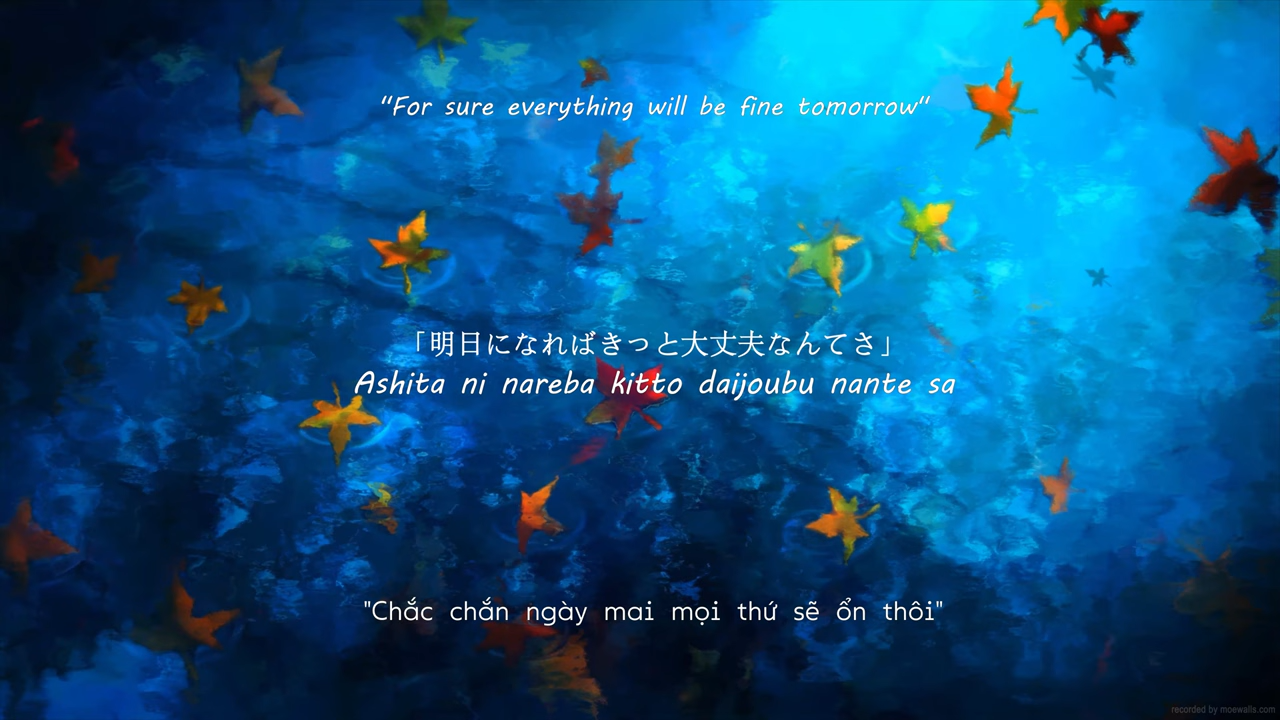 “For sure everything will be fine tomorrow“
「明日になればきっと大丈夫なんてさ」
Ashita ni nareba kitto daijoubu nante sa
"Chắc chắn ngày mai mọi thứ sẽ ổn thôi"
recorded by moewalls.com